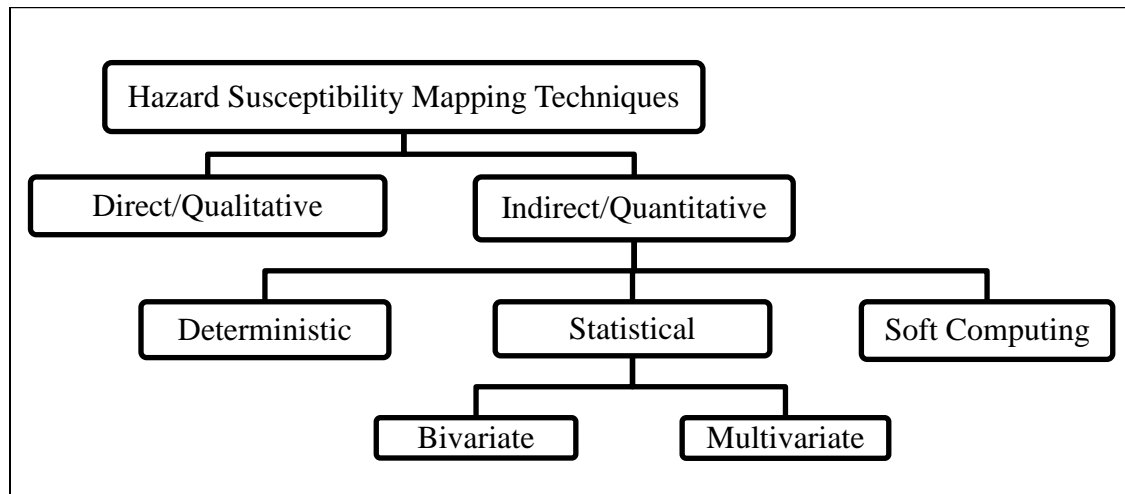 Hazard Susceptibility Mapping Techniques
Direct/Qualitative
Indirect/Quantitative
Deterministic
Statistical
Soft Computing
Bivariate
Multivariate